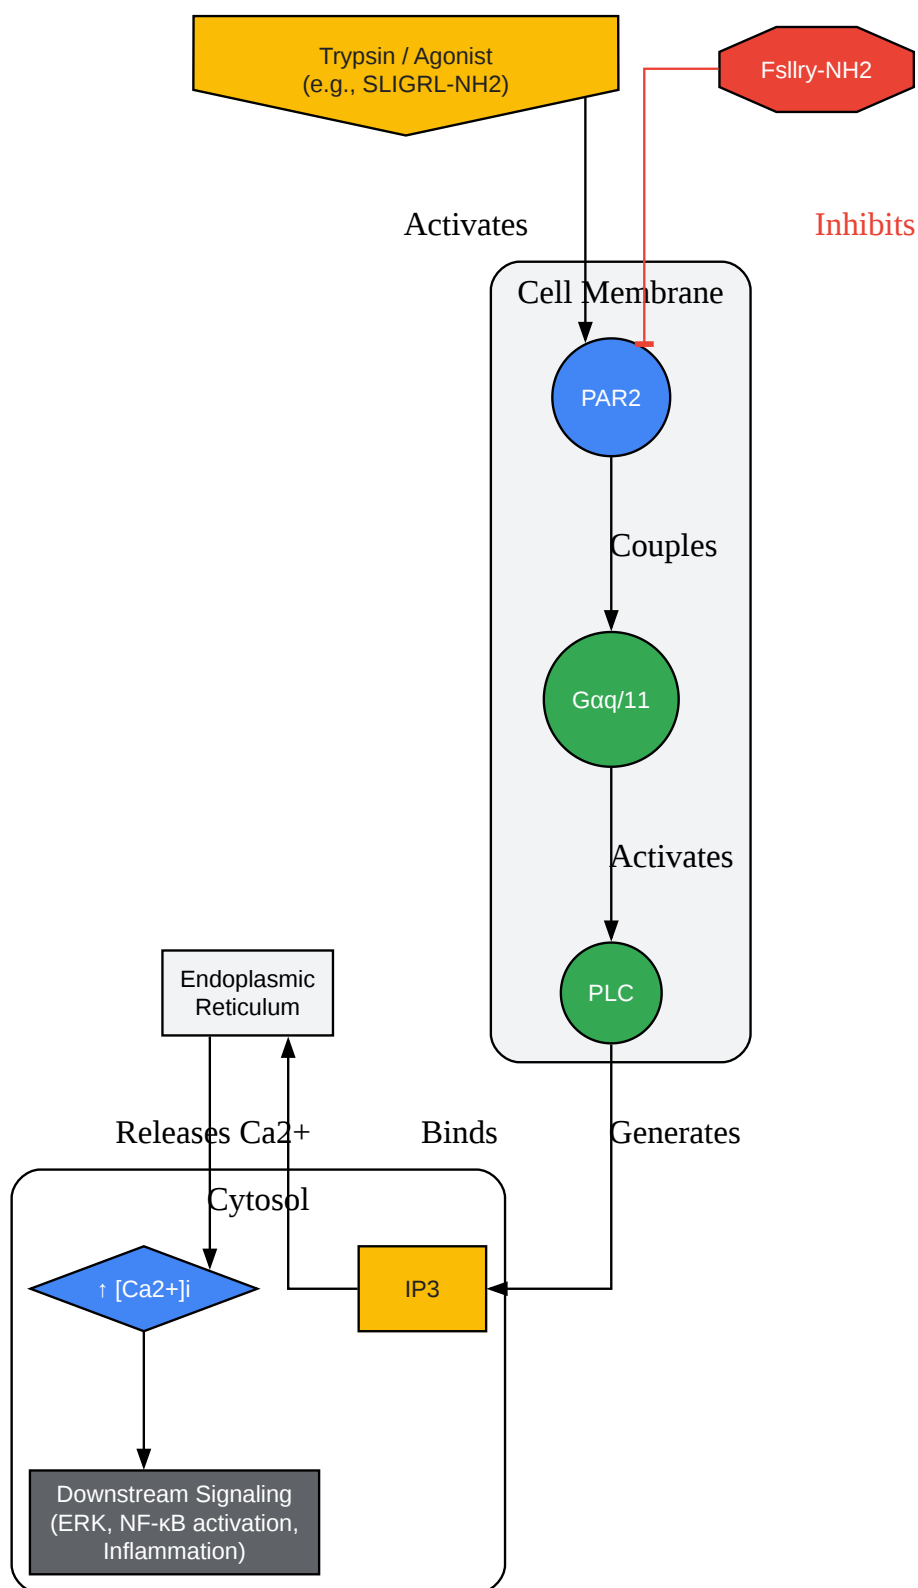 Trypsin / Agonist
(e.g., SLIGRL-NH2)
Fsllry-NH2
Activates
Inhibits
Cell Membrane
PAR2
Couples
Gαq/11
Activates
Endoplasmic
Reticulum
PLC
Releases Ca2+
Binds
Generates
Cytosol
↑ [Ca2+]i
IP3
Downstream Signaling
(ERK, NF-κB activation,
Inflammation)